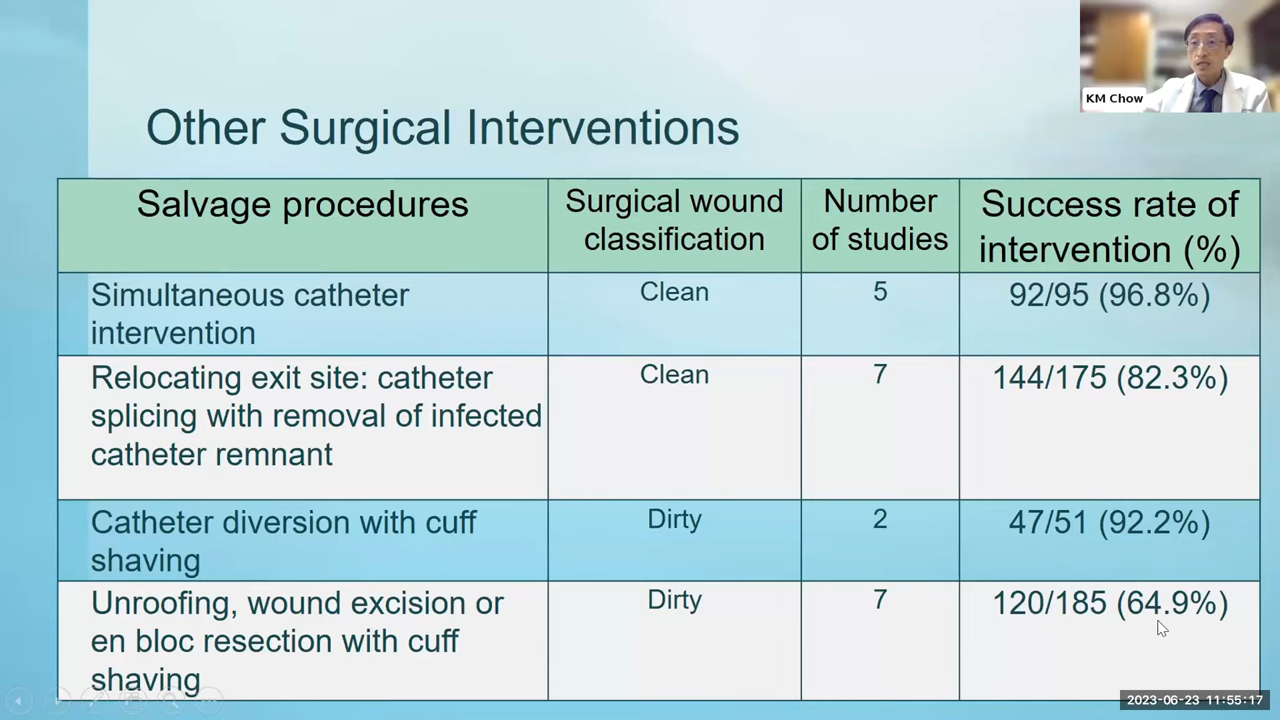 KM Chow
Other Surgical Interventions
Salvage procedures
Surgical wound
classification
Number
of studies
Success rate of
intervention (%)
Simultaneous catheter
intervention
Clean
5
92/95 (96.8%)
Relocating exit site: catheter
splicing with removal of infected
catheter remnant
Clean
7
144/175 (82.3%)
Catheter diversion with cuff
shaving
Dirty
2
47/51 (92.2%)
Unroofing, wound excision or
en bloc resection with cuff
shaving
Dirty
7
120/185 (64.9%)
2023-06-23 11:55:17